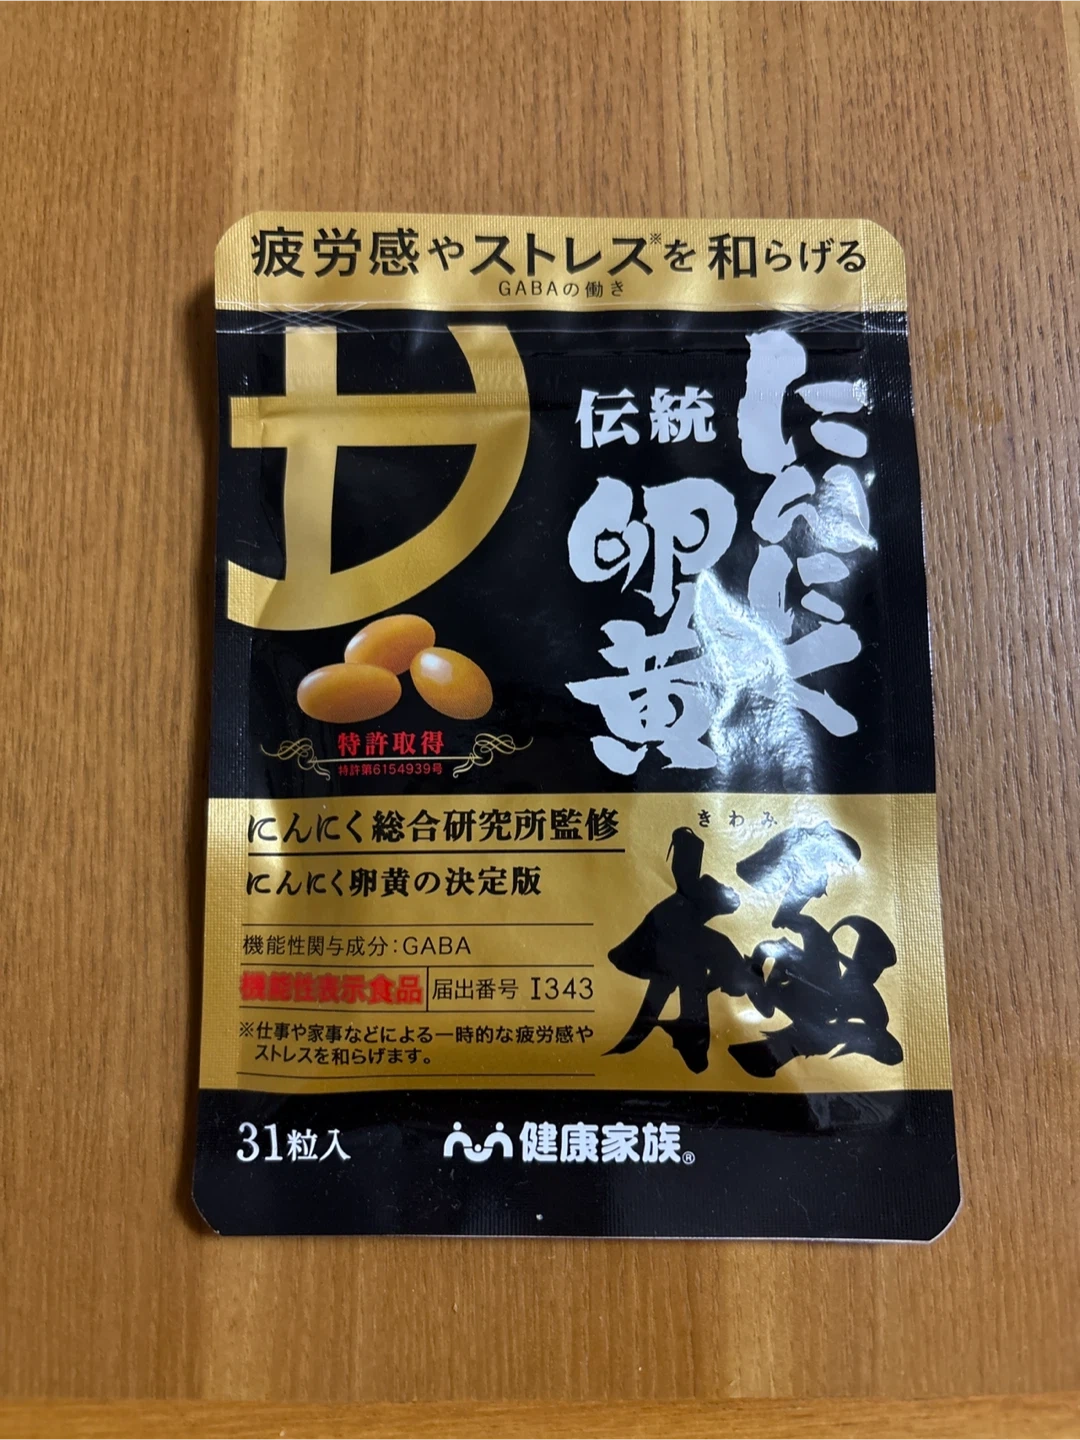 疲労感やストレス※を和らげる
GABAの働き
伝統
にんにく
卵黄
特許取得
特許第6154939号
にんにく総合研究所監修
にんにく卵黄の決定版
きわみ
極
機能性関与成分:GABA
機能性表示食品 届出番号 I343
※仕事や家事などによる一時的な疲労感や
ストレスを和らげます。
31粒入
健康家族®